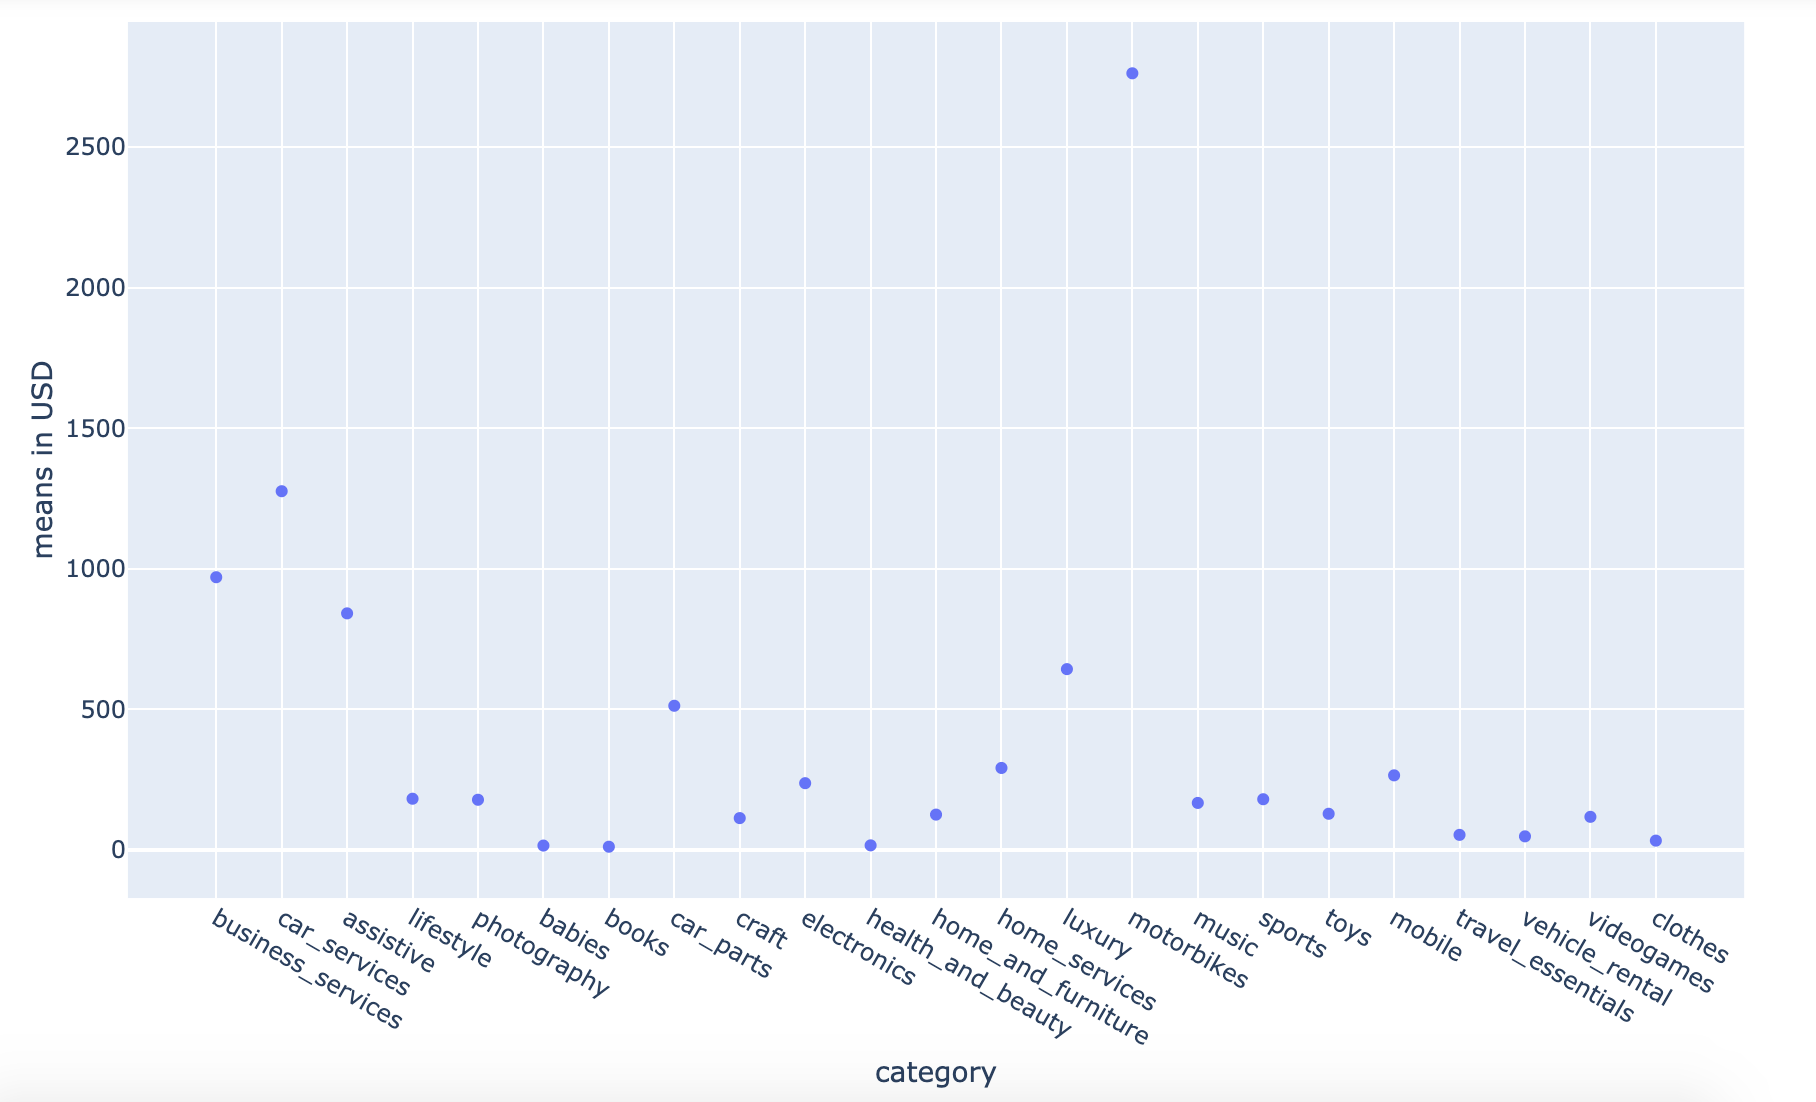 2500
2000
1500
1000
500
0
means in USD
business_services
car_services
assistive
lifestyle
photography
babies
books
car_parts
craft
electronics
health_and_beauty
home_and_furniture
home_services
luxury
motorbikes
music
sports
toys
mobile
travel_essentials
vehicle_rental
videogames
clothes
category